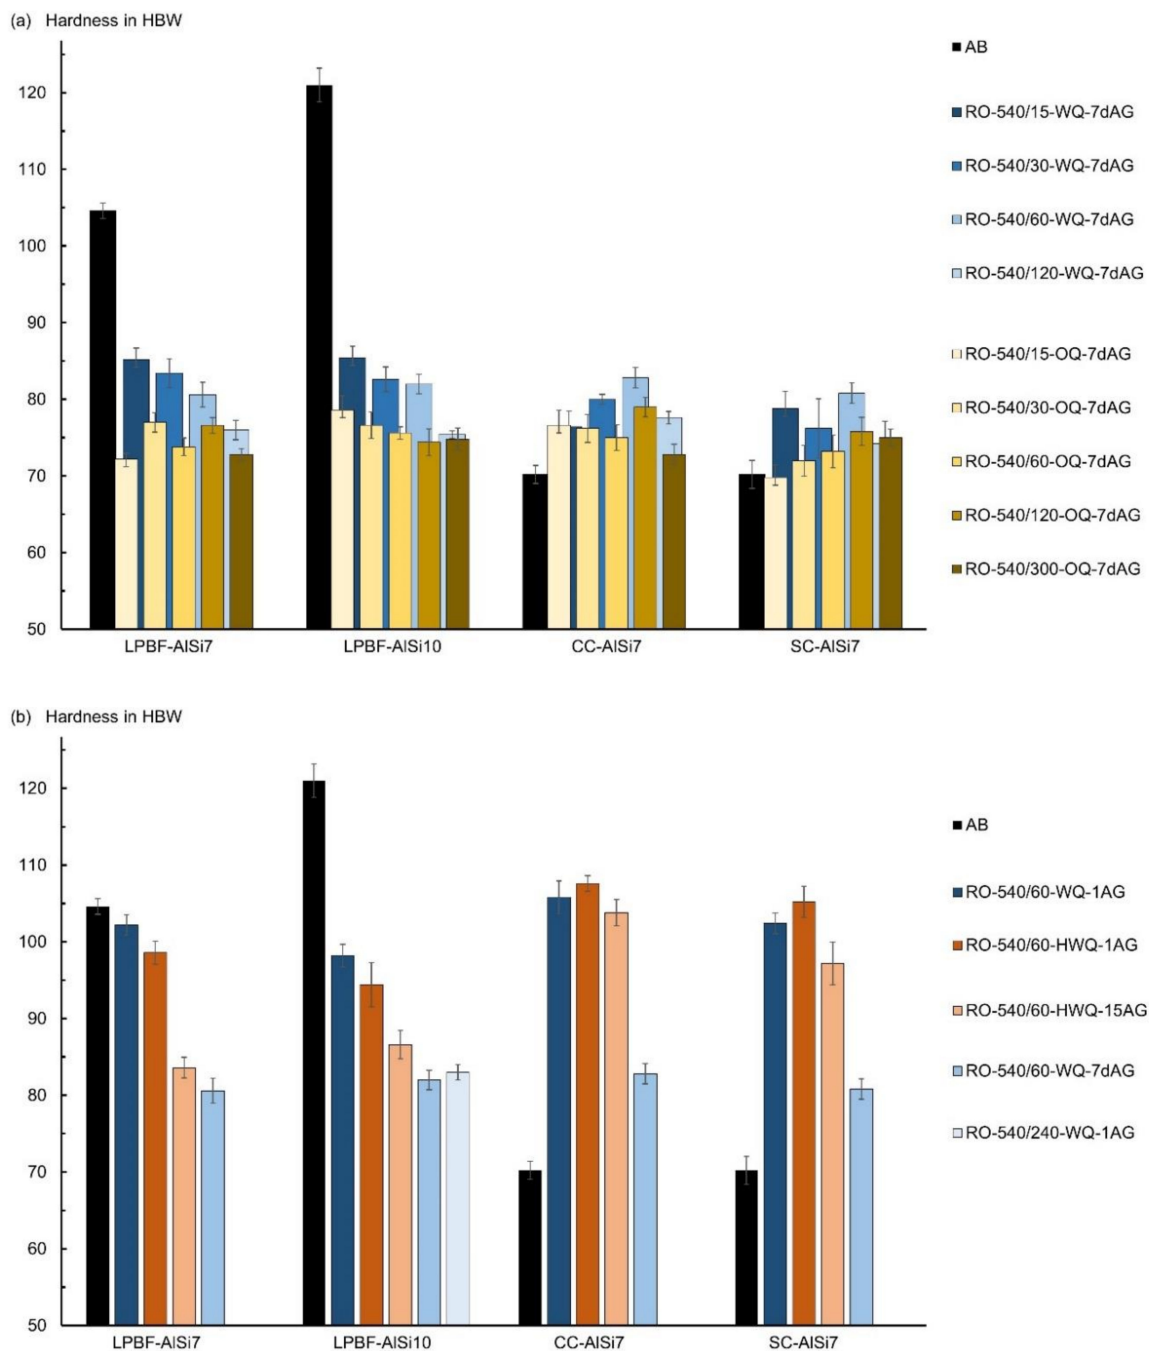 (a) Hardness in HBW
120
110
100
90
80
70
60
50
LPBF-AlSi7
LPBF-AlSi10
CC-AlSi7
SC-AlSi7
AB
RO-540/15-WQ-7dAG
RO-540/30-WQ-7dAG
RO-540/60-WQ-7dAG
RO-540/120-WQ-7dAG
RO-540/15-OQ-7dAG
RO-540/30-OQ-7dAG
RO-540/60-OQ-7dAG
RO-540/120-OQ-7dAG
RO-540/300-OQ-7dAG
(b) Hardness in HBW
120
110
100
90
80
70
60
50
LPBF-AlSi7
LPBF-AlSi10
CC-AlSi7
SC-AlSi7
AB
RO-540/60-WQ-1AG
RO-540/60-HWQ-1AG
RO-540/60-HWQ-15AG
RO-540/60-WQ-7dAG
RO-540/240-WQ-1AG